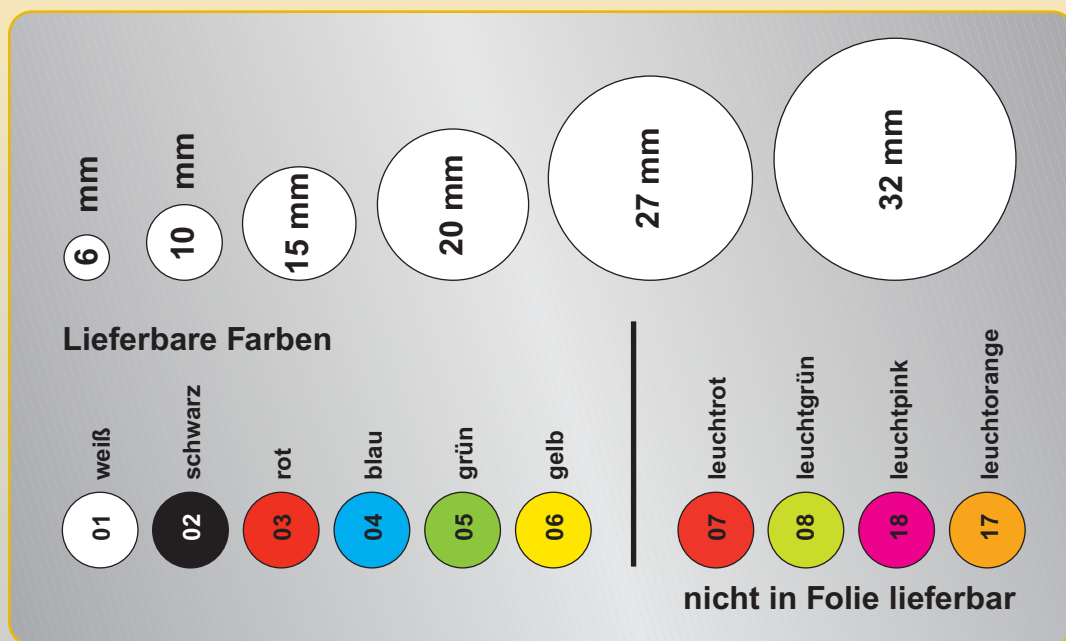 6 mm
10 mm
15 mm
20 mm
27 mm
32 mm
Lieferbare Farben
01 weiß
02 schwarz
03 rot
04 blau
05 grün
06 gelb
07 leuchtrot
08 leuchtgrün
18 leuchtpink
17 leuchtorange
nicht in Folie lieferbar